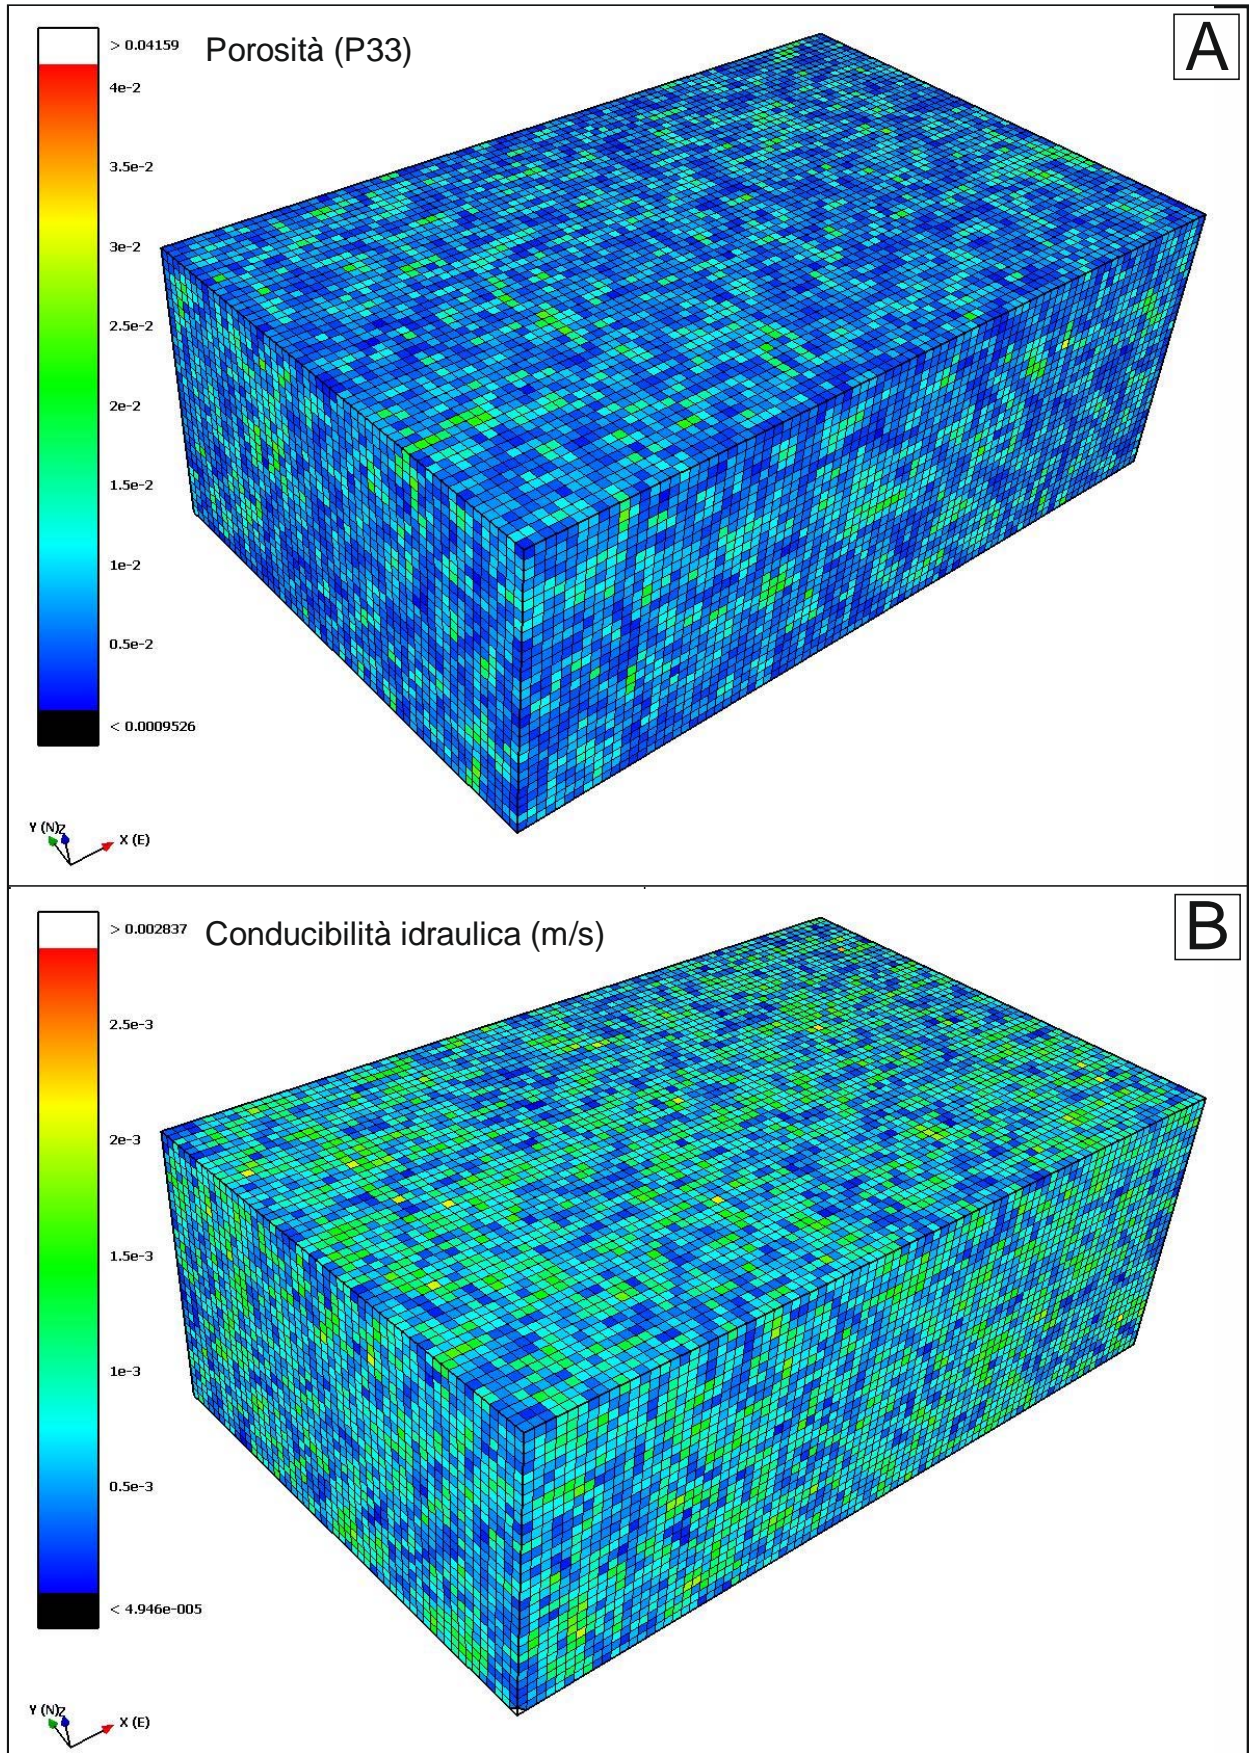 > 0.04159
Porosità (P33)
A
4e-2
3.5e-2
3e-2
2.5e-2
2e-2
1.5e-2
1e-2
0.5e-2
< 0.0009526
Y (N)
Z
X (E)
> 0.002837
Conducibilità idraulica (m/s)
B
2.5e-3
2e-3
1.5e-3
1e-3
0.5e-3
< 4.946e-005
Y (N)
Z
X (E)